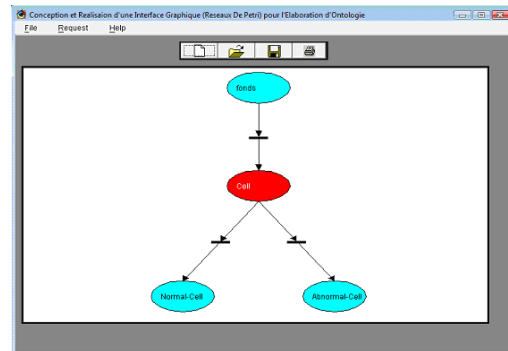 Conception et Realisaion d'une Interface Graphique (Reseaux De Petri) pour l'Elaboration d'Ontologie
File Request Help
fonds
Cell
Normal-Cell Abnormal-Cell